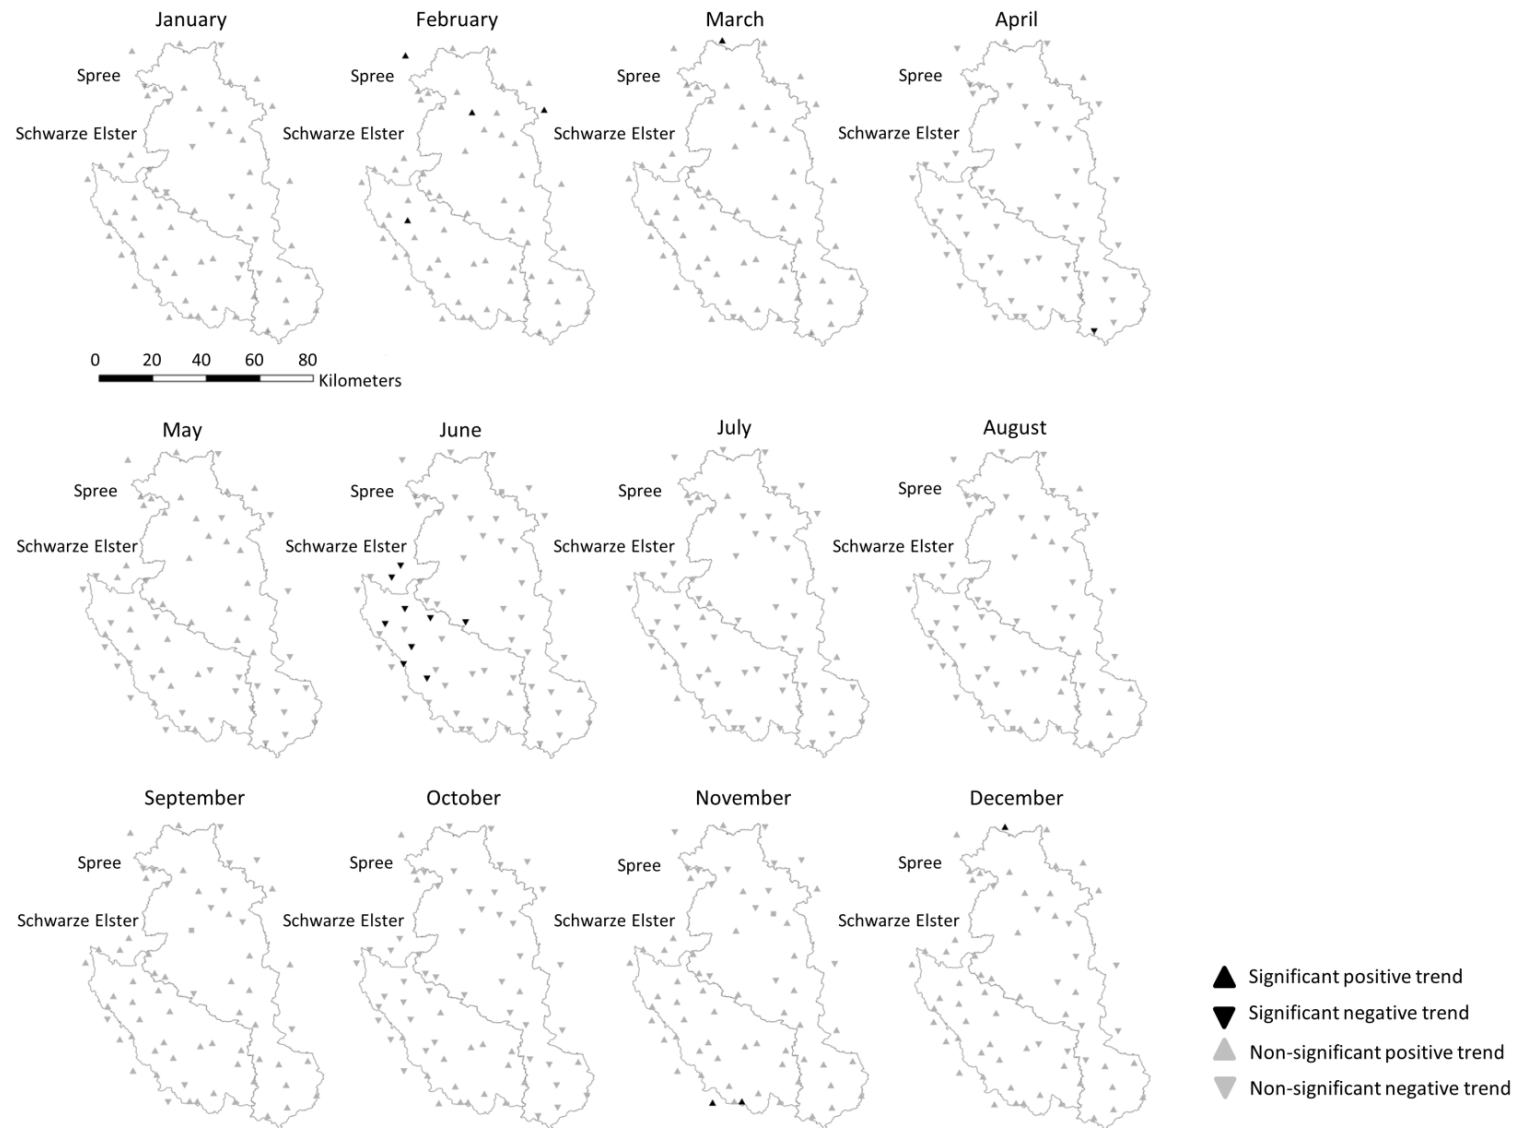 January February March April
Spree Spree Spree Spree
Schwarze Elster Schwarze Elster Schwarze Elster Schwarze Elster
0 20 40 60 80
Kilometers
May June July August
Spree Spree Spree Spree
Schwarze Elster Schwarze Elster Schwarze Elster Schwarze Elster
September October November December
Spree Spree Spree Spree
Schwarze Elster Schwarze Elster Schwarze Elster Schwarze Elster
Significant positive trend
Significant negative trend
Non-significant positive trend
Non-significant negative trend